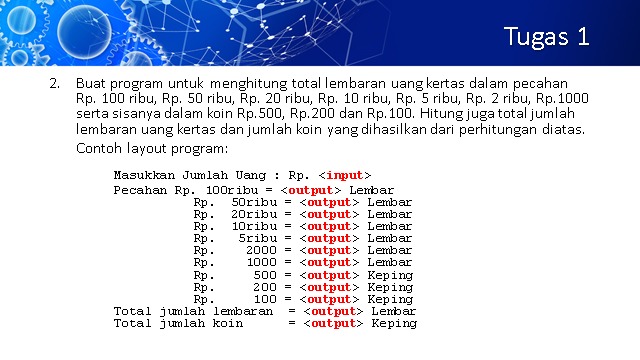 Tugas 1
2. Buat program untuk menghitung total lembaran uang kertas dalam pecahan
Rp. 100 ribu, Rp. 50 ribu, Rp. 20 ribu, Rp. 10 ribu, Rp. 5 ribu, Rp. 2 ribu, Rp.1000
serta sisanya dalam koin Rp.500, Rp.200 dan Rp.100. Hitung juga total jumlah
lembaran uang kertas dan jumlah koin yang dihasilkan dari perhitungan diatas.
Contoh layout program:
Masukkan Jumlah Uang : Rp. <input>
Pecahan Rp. 100ribu = <output> Lembar
Rp. 50ribu = <output> Lembar
Rp. 20ribu = <output> Lembar
Rp. 10ribu = <output> Lembar
Rp. 5ribu = <output> Lembar
Rp. 2000 = <output> Lembar
Rp. 1000 = <output> Lembar
Rp. 500 = <output> Keping
Rp. 200 = <output> Keping
Rp. 100 = <output> Keping
Total jumlah lembaran = <output> Lembar
Total jumlah koin = <output> Keping